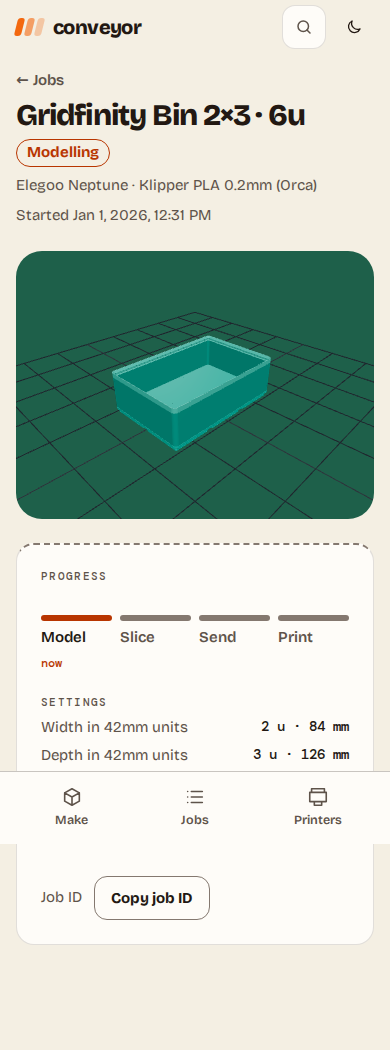 conveyor
← Jobs
Gridfinity Bin 2×3 · 6u
Modelling
Elegoo Neptune · Klipper PLA 0.2mm (Orca)
Started Jan 1, 2026, 12:31 PM
PROGRESS
Model Slice Send Print
now
SETTINGS
Width in 42mm units 2 u · 84 mm
Depth in 42mm units 3 u · 126 mm
Make Jobs Printers
Job ID Copy job ID